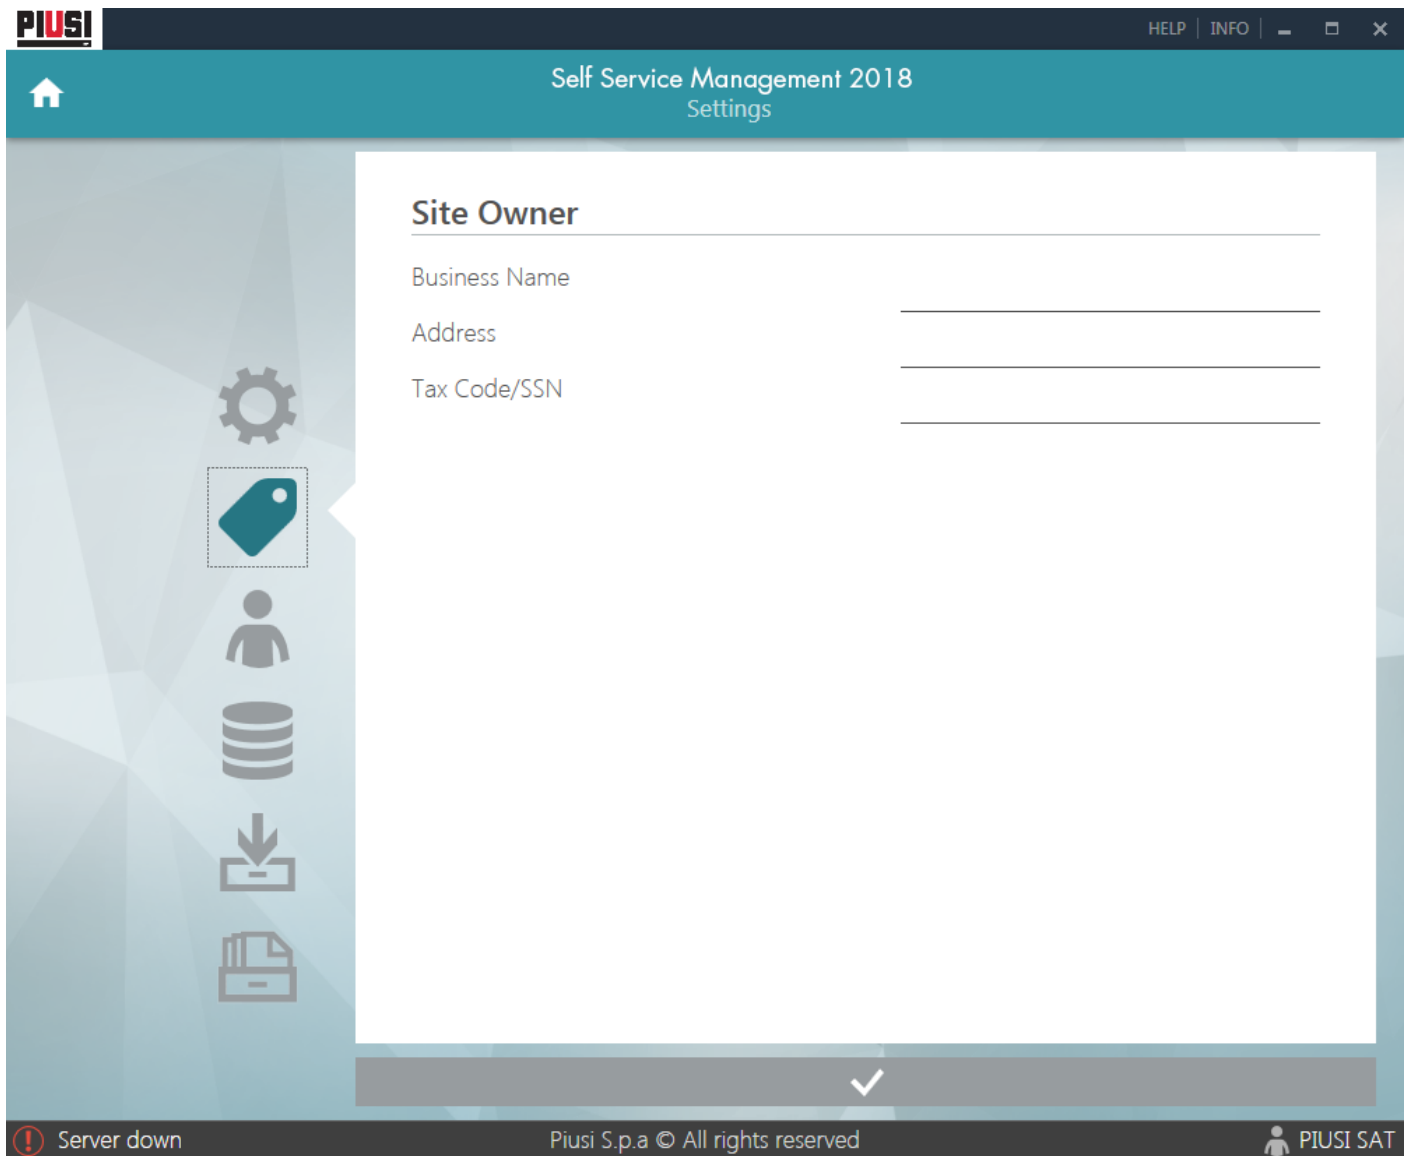 PIUSI
HELP INFO
Self Service Management 2018
Settings
Site Owner
Business Name
Address
Tax Code/SSN
Server down
Piusi S.p.a © All rights reserved
PIUSI SAT